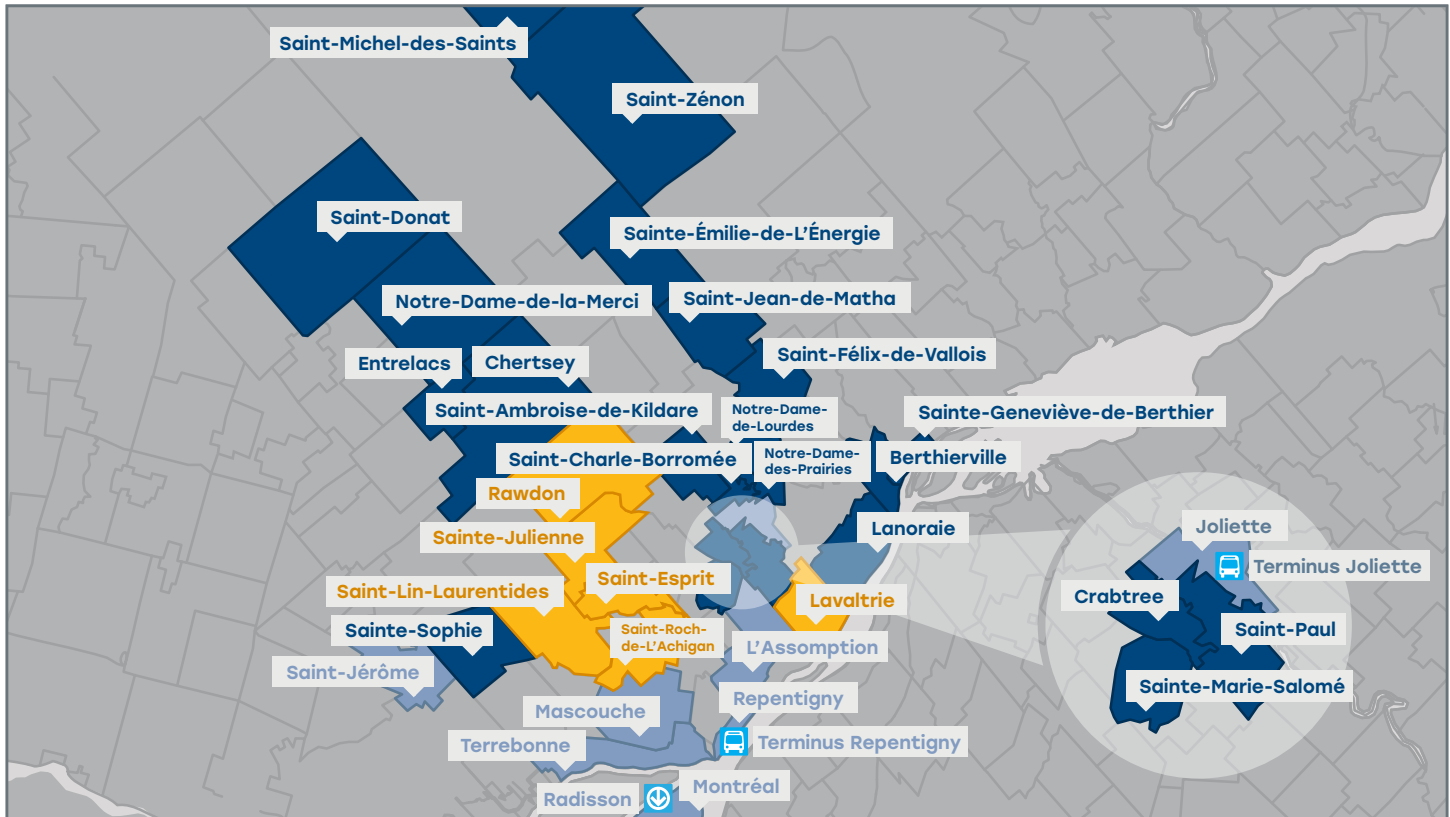 Saint-Michel-des-Saints
Saint-Zénon
Saint-Donat
Sainte-Émilie-de-L'Énergie
Notre-Dame-de-la-Merci
Saint-Jean-de-Matha
Entrelacs
Chertsey
Saint-Félix-de-Vallois
Saint-Ambroise-de-Kildare
Notre-Dame-
de-Lourdes
Sainte-Geneviève-de-Berthier
Saint-Charle-Borromée
Notre-Dame-
des-Prairies
Berthierville
Rawdon
Lanoraie
Joliette
Sainte-Julienne
Terminus Joliette
Saint-Lin-Laurentides
Saint-Esprit
Lavaltrie
Crabtree
Sainte-Sophie
Saint-Roch-
de-L'Achigan
Saint-Paul
L'Assomption
Saint-Jérôme
Sainte-Marie-Salomé
Repentigny
Mascouche
Terrebonne
Terminus Repentigny
Montréal
Radisson